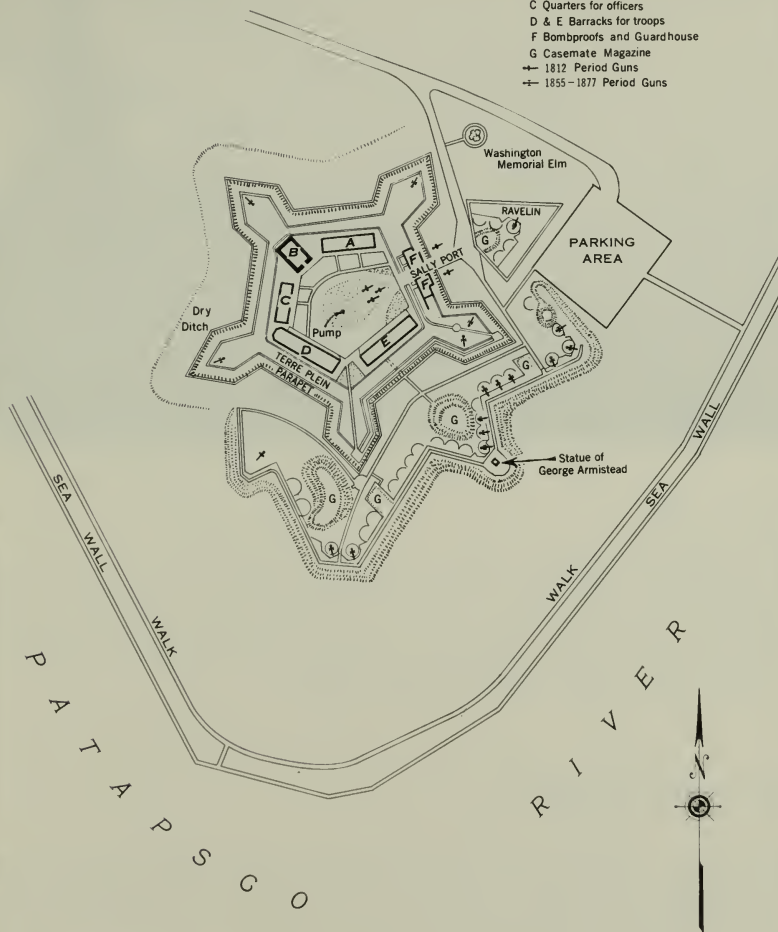 C Quarters for officers
D & E Barracks for troops
F Bombproofs and Guardhouse
G Casemate Magazine
1812 Period Guns
1855-1877 Period Guns
Washington
Memorial Elm
RAVELIN
G
PARKING
AREA
A
B
F
SALLY PORT
F
C
Dry
Ditch
Pump
D
E
TERRE PLEIN
PARAPET
G
G
Statue of
George Armistead
G
G
SEA WALL
WALK
SEA WALL
WALK
PATAPSCO
RIVER
N